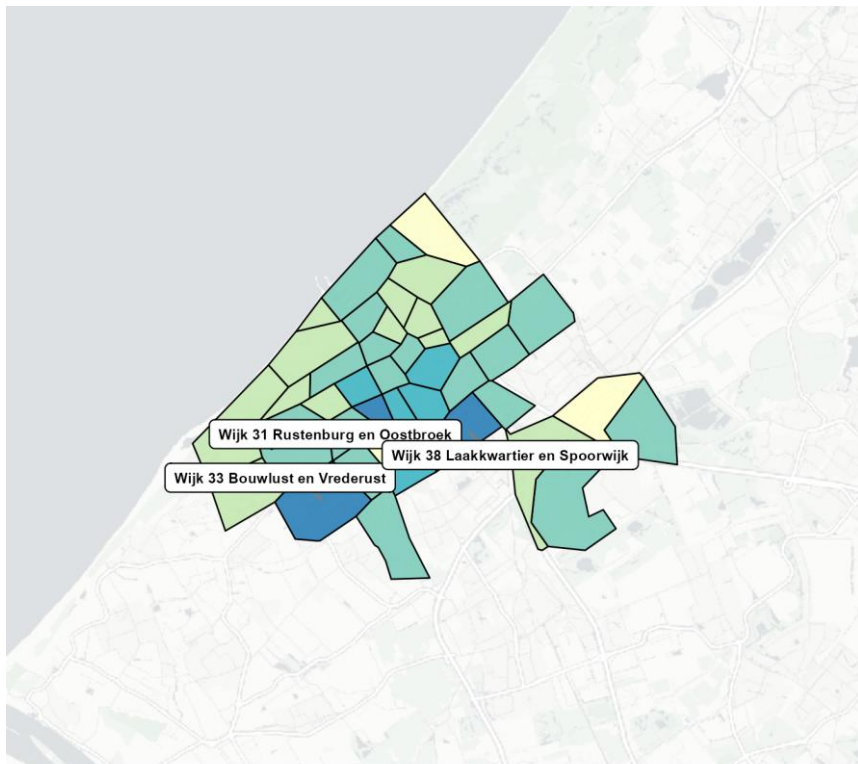 Wijk 31 Rustenburg en Oostbroek
Wijk 38 Laakkwartier en Spoorwijk
Wijk 33 Bouwlust en Vrederust